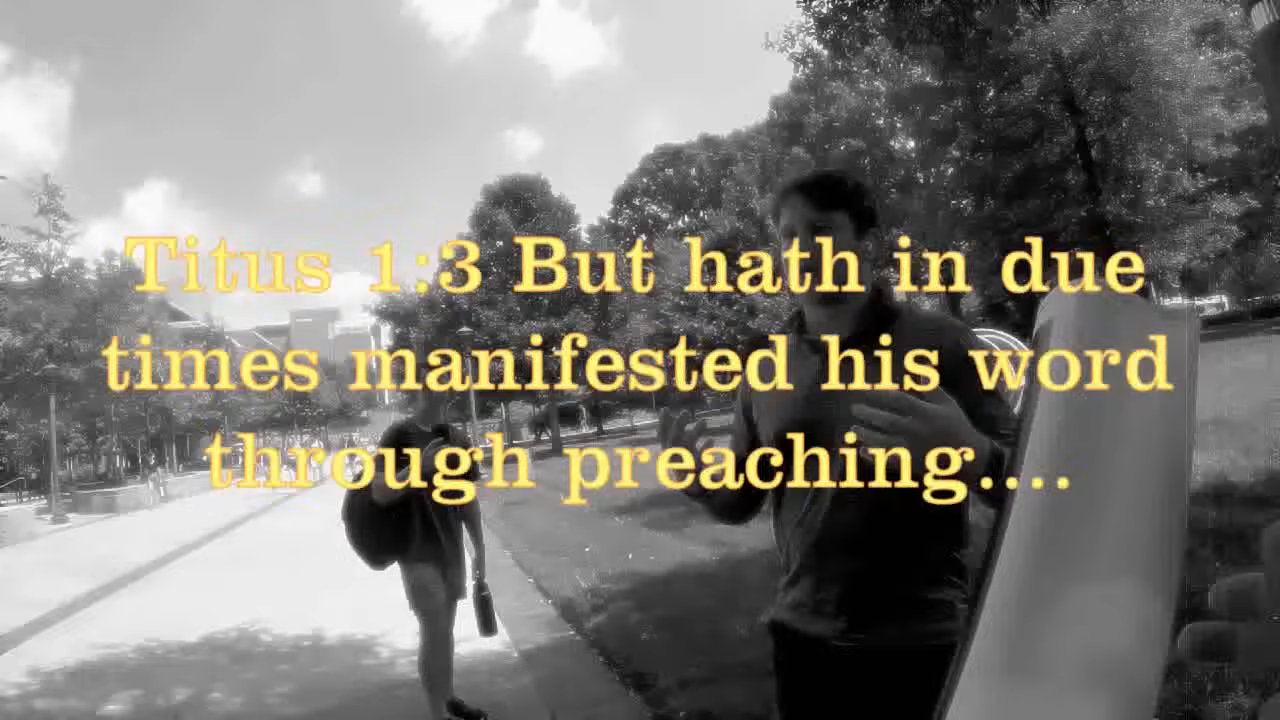 Titus 1:3 But hath in due
times manifested his word
through preaching....